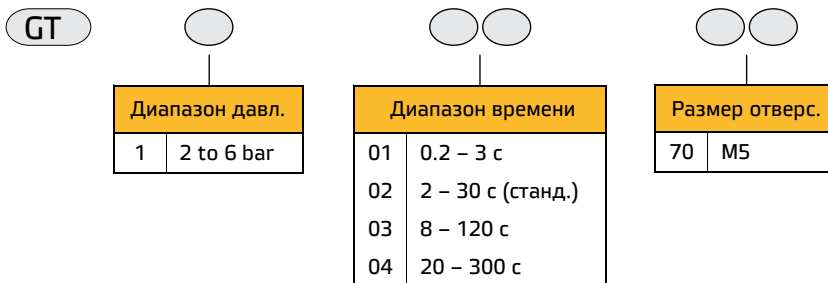 GT
Диапазон давл.
1 2 to 6 bar
Диапазон времени
01 0.2 – 3 с
02 2 – 30 с (станд.)
03 8 – 120 с
04 20 – 300 с
Размер отверс.
70 M5